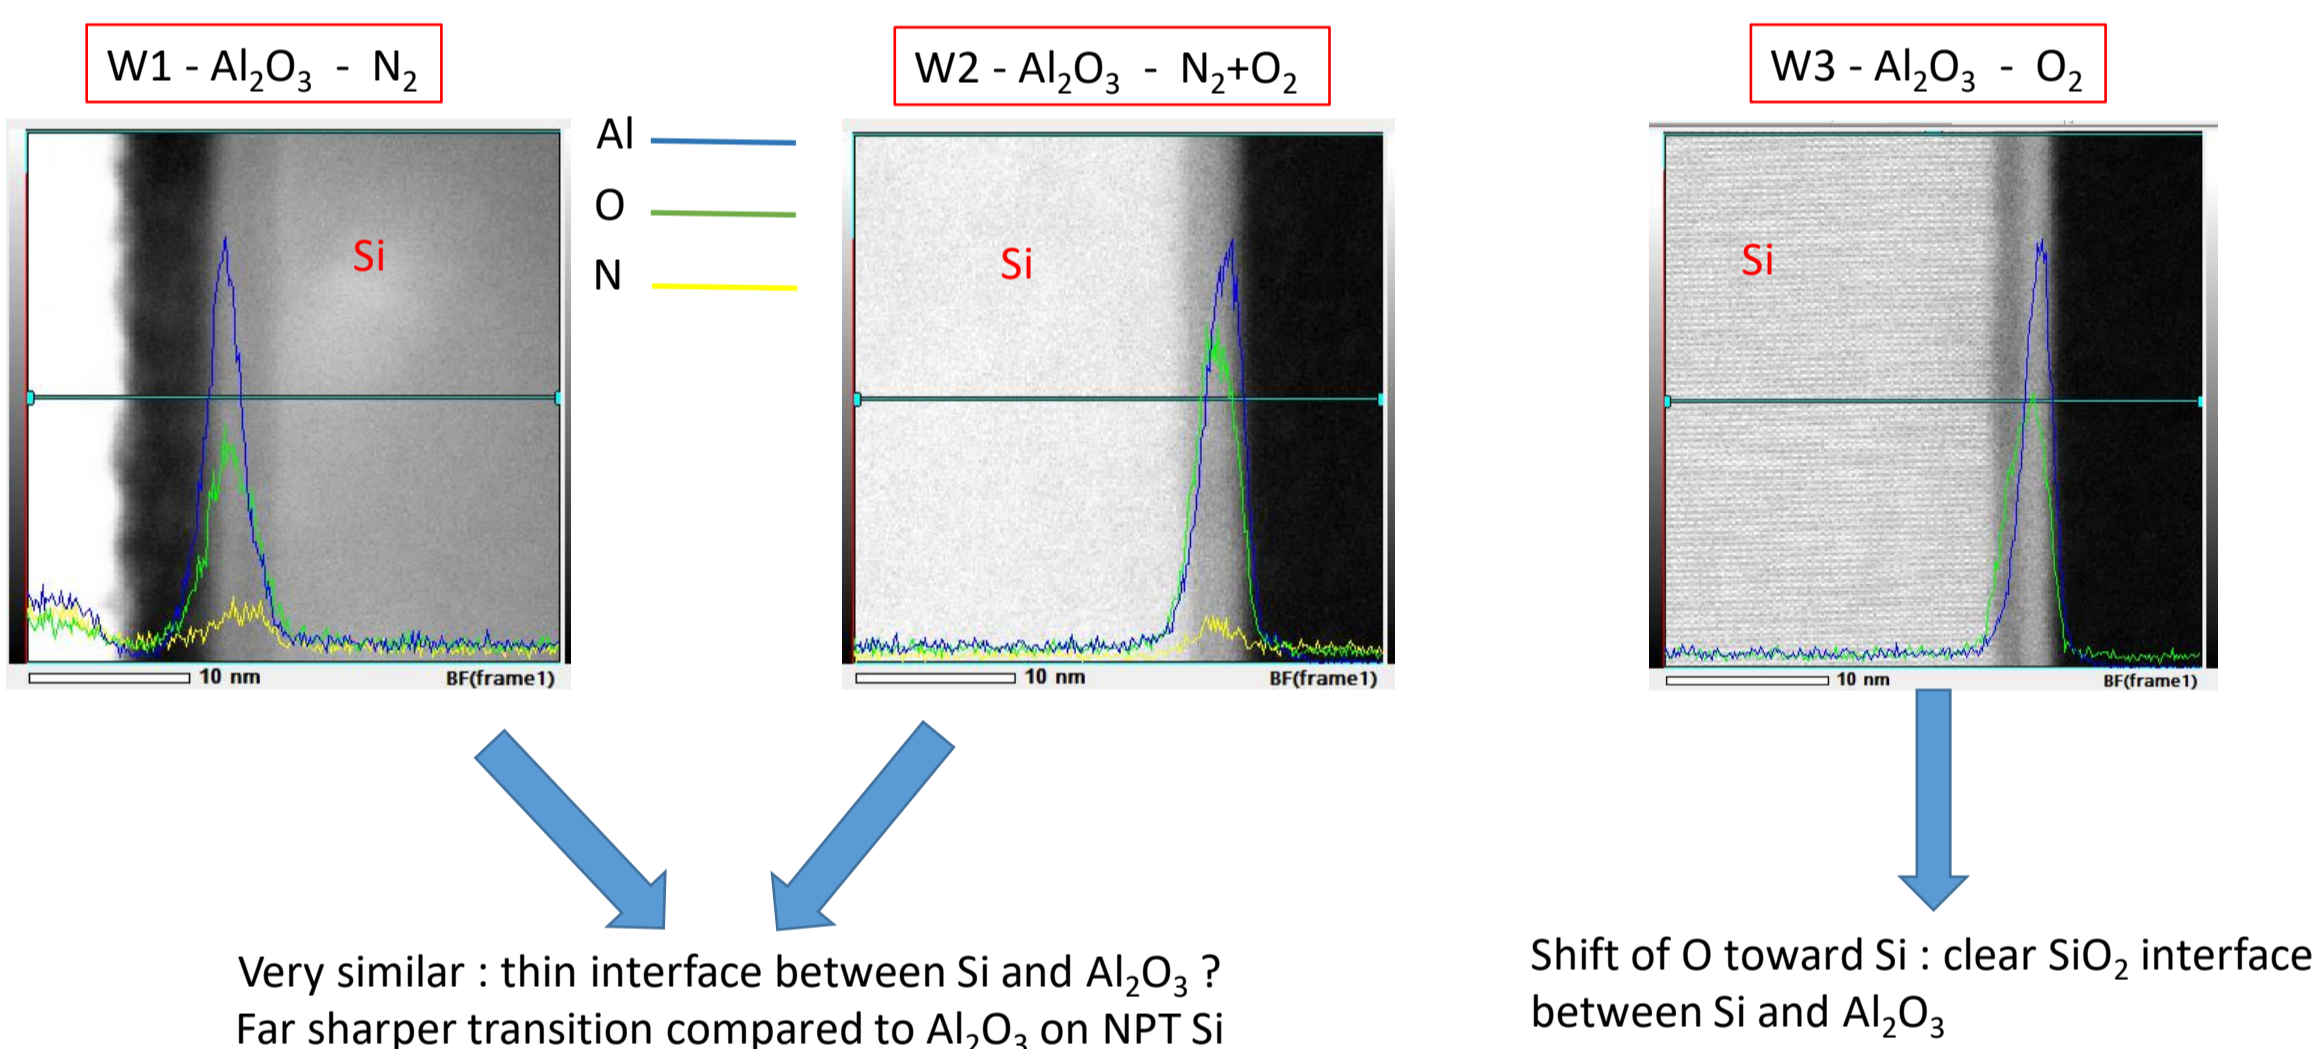 W1 - Al₂O₃ - N₂
W2 - Al₂O₃ - N₂+O₂
W3 - Al₂O₃ - O₂
Al
O
N
Si
Si
Si
10 nm
BF(frame1)
10 nm
BF(frame1)
10 nm
BF(frame1)
Very similar : thin interface between Si and Al₂O₃ ?
Far sharper transition compared to Al₂O₃ on NPT Si
Shift of O toward Si : clear SiO₂ interface
between Si and Al₂O₃